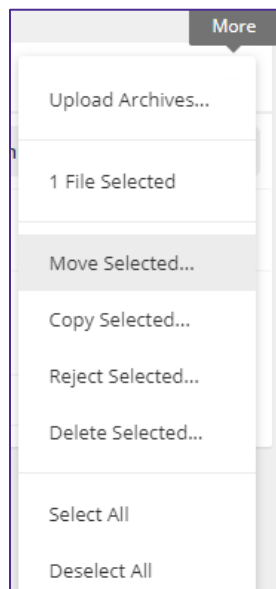 More
Upload Archives...
1 File Selected
Move Selected...
Copy Selected...
Reject Selected...
Delete Selected...
Select All
Deselect All